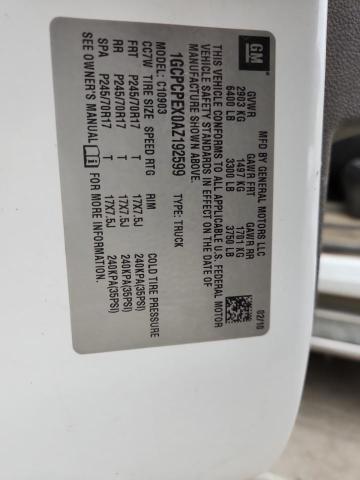 GM
MFD BY GENERAL MOTORS LLC
02/10
GVWR
GAWR FRT
GAWR RR
2903 KG
1497 KG
1701 KG
6400 LB
3300 LB
3750 LB
THIS VEHICLE CONFORMS TO ALL APPLICABLE U.S. FEDERAL MOTOR
VEHICLE SAFETY STANDARDS IN EFFECT ON THE DATE OF
MANUFACTURE SHOWN ABOVE.
1GCPCPEX0AZ192599
TYPE: TRUCK
MODEL: C10903
CC7W TIRE SIZE SPEED RTG RIM COLD TIRE PRESSURE
FRT P245/70R17 T 17X7.5J 240KPA(35PSI)
RR P245/70R17 T 17X7.5J 240KPA(35PSI)
SPA P245/70R17 T 17X7.5J 240KPA(35PSI)
SEE OWNER'S MANUAL FOR MORE INFORMATION.